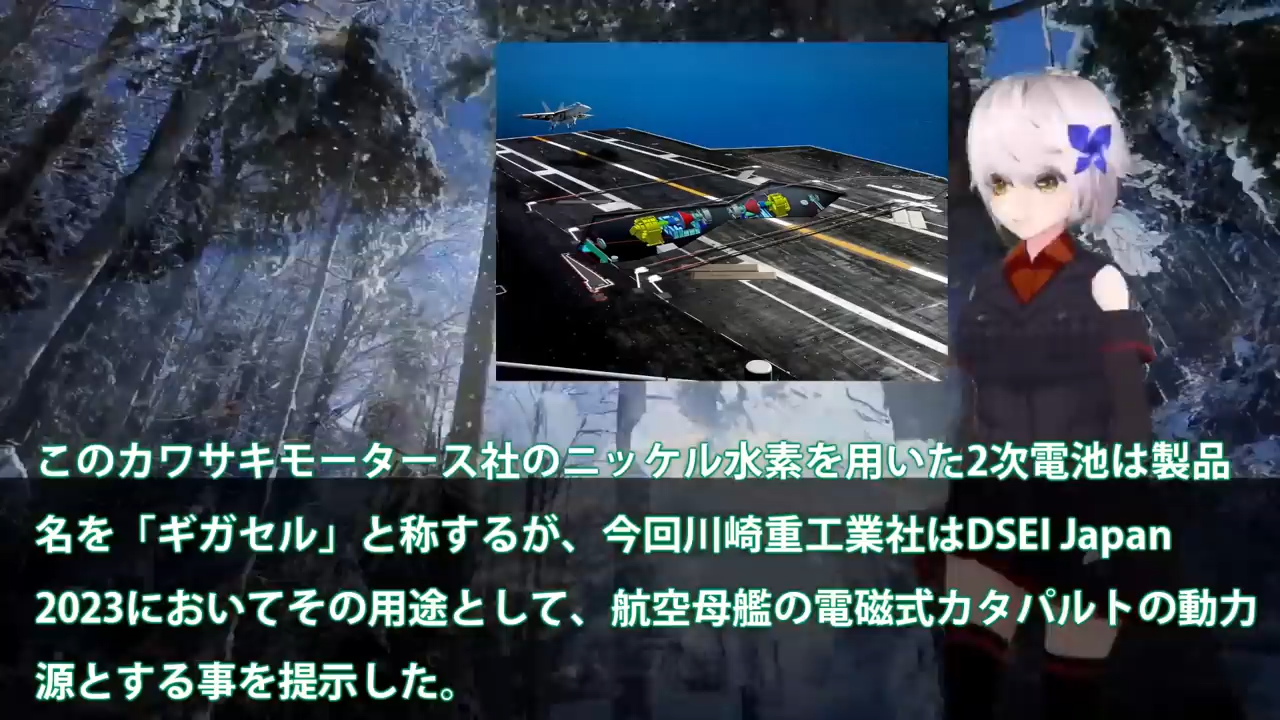 このカワサキモータース社のニッケル水素を用いた2次電池は製品
名を「ギガセル」と称するが、今回川崎重工業社はDSEI Japan
2023においてその用途として、航空母艦の電磁式カタパルトの動力
源とする事を提示した。